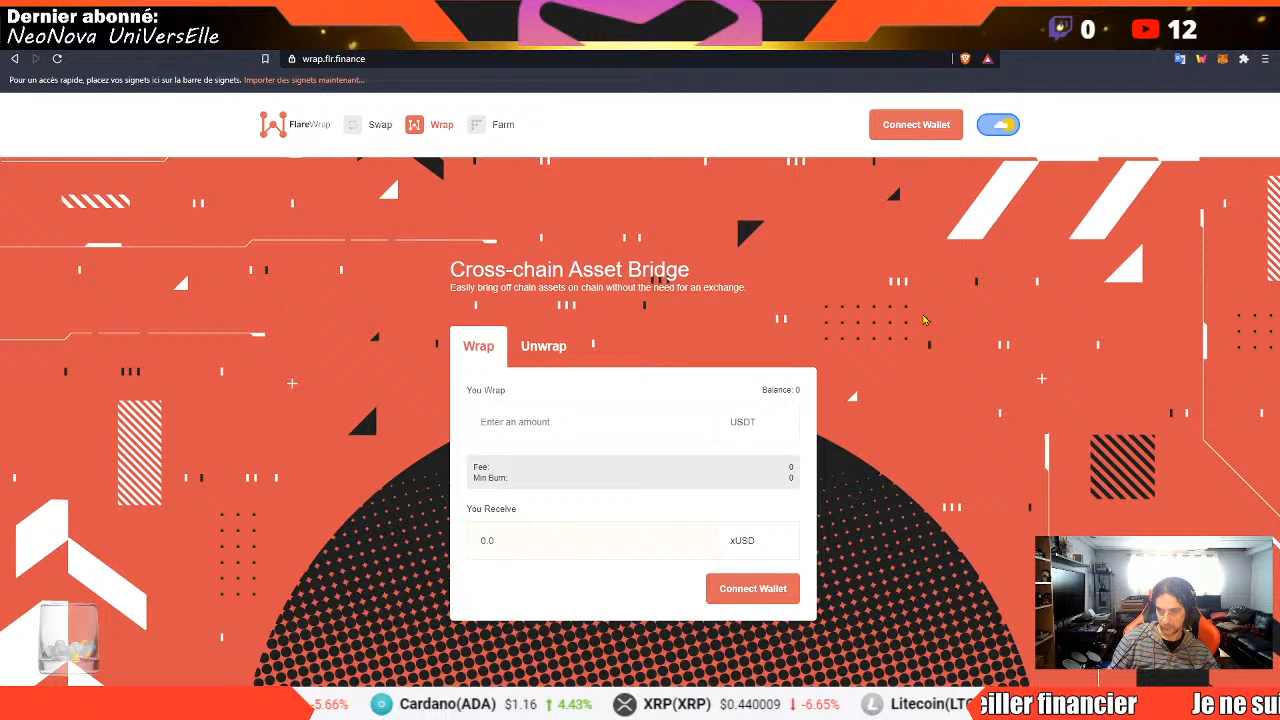 Dernier abonné:
NeoNova UniVersElle
0
12
wrap.flr.finance
Pour un accès rapide, placez vos signets ici sur la barre de signets. Importer des signets maintenant...
FlareWrap
Swap
Wrap
Farm
Connect Wallet
Cross-chain Asset Bridge
Easily bring off chain assets on chain without the need for an exchange.
Wrap
Unwrap
You Wrap
Balance: 0
Enter an amount
USDT
Fee: 0
Min Burn: 0
You Receive
0.0
xUSD
Connect Wallet
-5.66% Cardano(ADA) $1.16 4.43% XRP(XRP) $0.440009 -6.65% Litecoin(LTC
eiller financier Je ne su